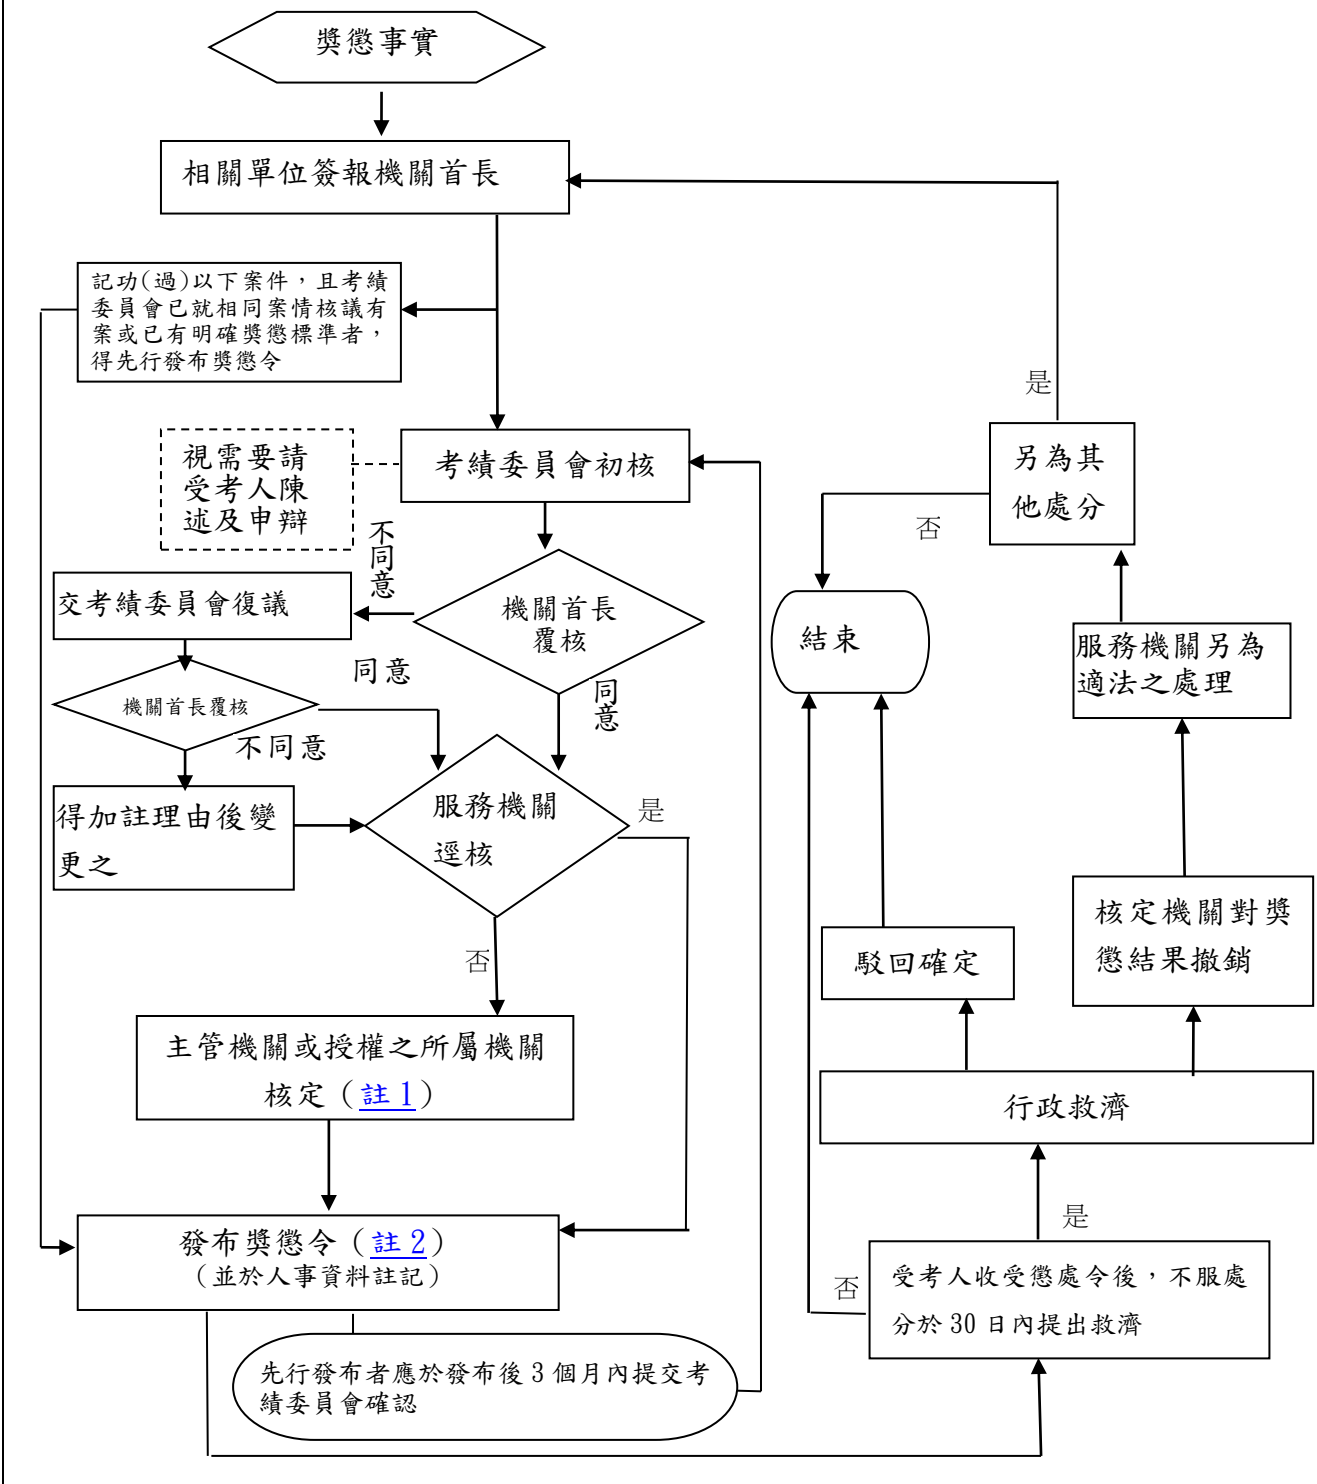 獎懲事實
相關單位簽報機關首長
記功(過)以下案件，且考績
委員會已就相同案情核議有
案或已有明確獎懲標準者，
得先行發布獎懲令
是
視需要請
受考人陳
述及申辯
考績委員會初核
另為其
他處分
否
不同意
交考績委員會復議
機關首長
覆核
結束
服務機關另為
適法之處理
同意
同意
機關首長覆核
不同意
得加註理由後變
更之
服務機關
逕核
是
否
核定機關對獎
懲結果撤銷
駁回確定
主管機關或授權之所屬機關
核定（註1）
行政救濟
是
發布獎懲令（註2）
（並於人事資料註記）
否
受考人收受懲處令後，不服處
分於30日內提出救濟
先行發布者應於發布後3個月內提交考
績委員會確認